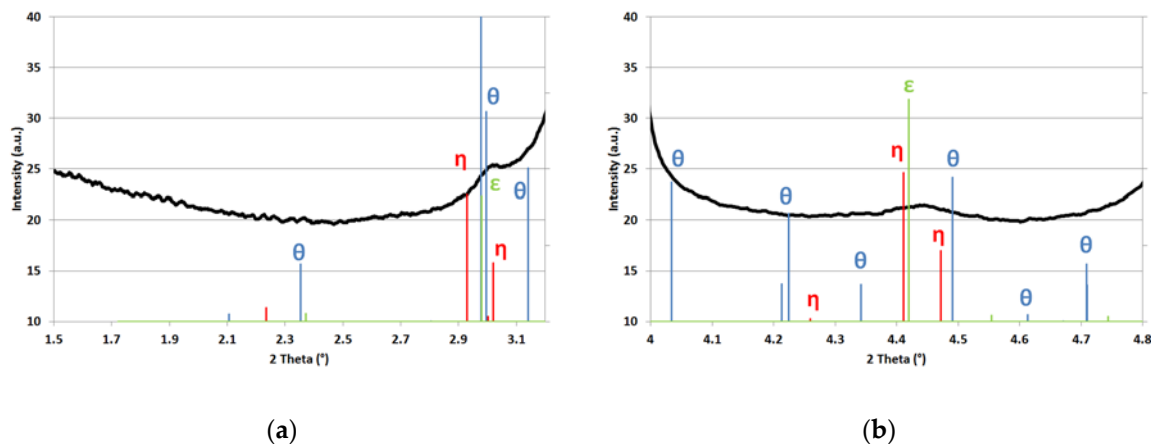 40
35
30
25
20
15
10
Intensity (a.u.)
θ
η
ε
θ
θ
η
1.5 1.7 1.9 2.1 2.3 2.5 2.7 2.9 3.1
2 Theta (°)
(a)
40
35
30
25
20
15
10
Intensity (a.u.)
ε
θ
η
θ
θ
η
θ
η
θ
θ
4 4.1 4.2 4.3 4.4 4.5 4.6 4.7 4.8
2 Theta (°)
(b)